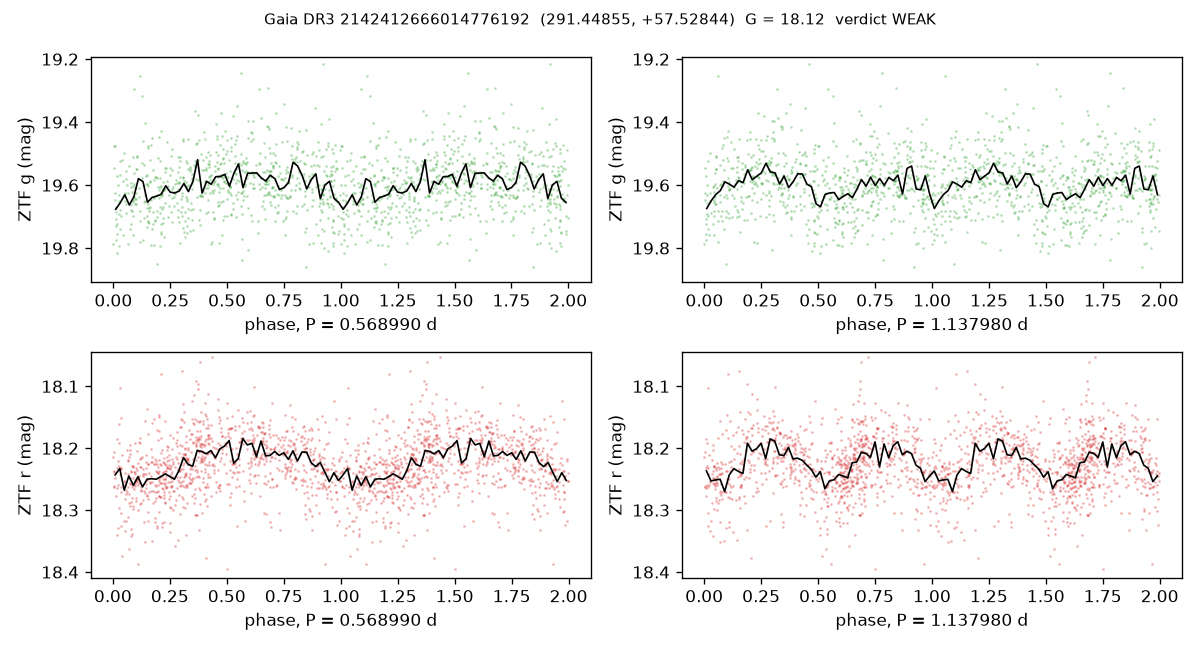 Gaia DR3 2142412666014776192  (291.44855, +57.52844)  G = 18.12  verdict WEAK
19.2
19.4
19.6
19.8
ZTF g (mag)
0.00 0.25 0.50 0.75 1.00 1.25 1.50 1.75 2.00
phase, P = 0.568990 d
19.2
19.4
19.6
19.8
ZTF g (mag)
0.00 0.25 0.50 0.75 1.00 1.25 1.50 1.75 2.00
phase, P = 1.137980 d
18.1
18.2
18.3
18.4
ZTF r (mag)
0.00 0.25 0.50 0.75 1.00 1.25 1.50 1.75 2.00
phase, P = 0.568990 d
18.1
18.2
18.3
18.4
ZTF r (mag)
0.00 0.25 0.50 0.75 1.00 1.25 1.50 1.75 2.00
phase, P = 1.137980 d